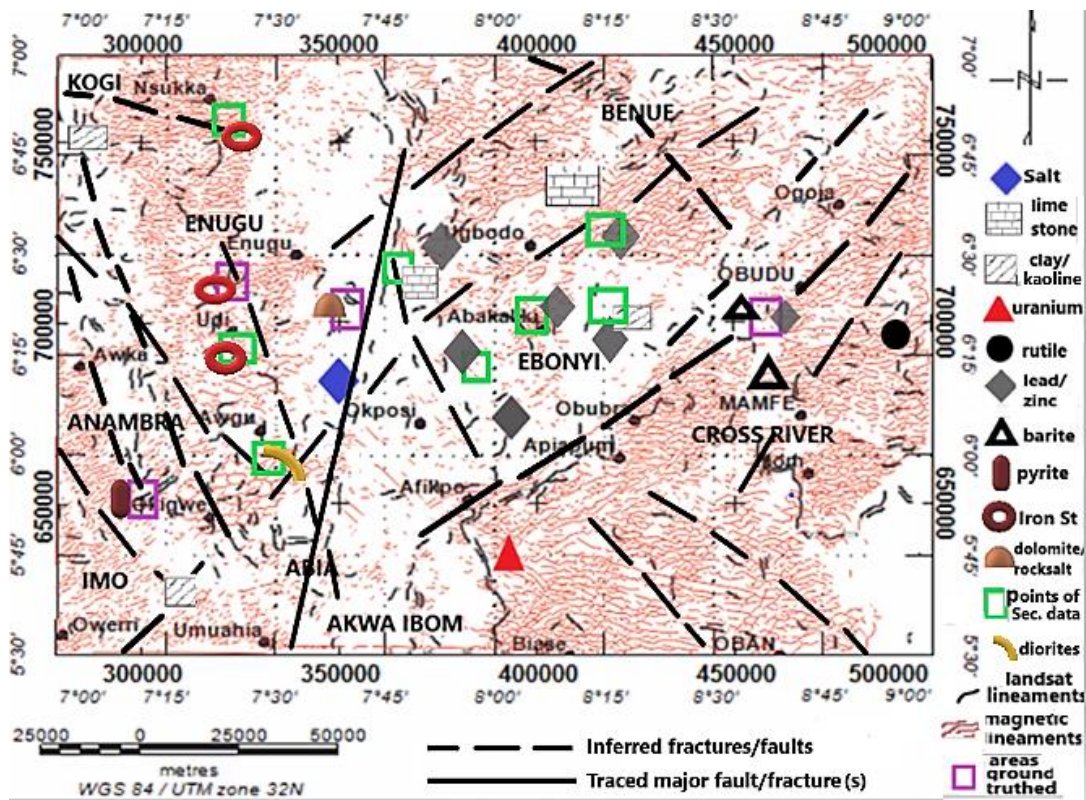 7°00' 7°15' 7°30' 7°45' 8°00' 8°15' 8°30' 8°45' 9°00'
300000 350000 400000 450000 500000
7°00'
7°00'
KOGI
Nsukka
BENUE
750000
750000
6°45'
6°45'
Ogoja
ENUGU
Enugu
Ugbodo
6°30'
6°30'
OBUDU
Udi
Abakaliki
700000
700000
EBONYI
6°15'
6°15'
Awka
MAMFE
ANAMBRA
Awgu
Okposi
Obubra
CROSS RIVER
Apiapum
6°00'
6°00'
Afikpo
Okigwe
650000
650000
5°45'
5°45'
ABIA
IMO
AKWA IBOM
Owerri
Umuahia
Biase
OBAN
5°30'
5°30'
300000 350000 400000 450000 500000
7°00' 7°15' 7°30' 7°45' 8°00' 8°15' 8°30' 8°45' 9°00'
N
Salt
lime
stone
clay/
kaoline
uranium
rutile
lead/
zinc
barite
pyrite
Iron St
dolomite/
rocksalt
points of
Sec. data
diorites
landsat
lineaments
magnetic
lineaments
areas
ground
truthed
25000 0 25000 50000
metres
WGS 84 / UTM zone 32N
Inferred fractures/faults
Traced major fault/fracture(s)